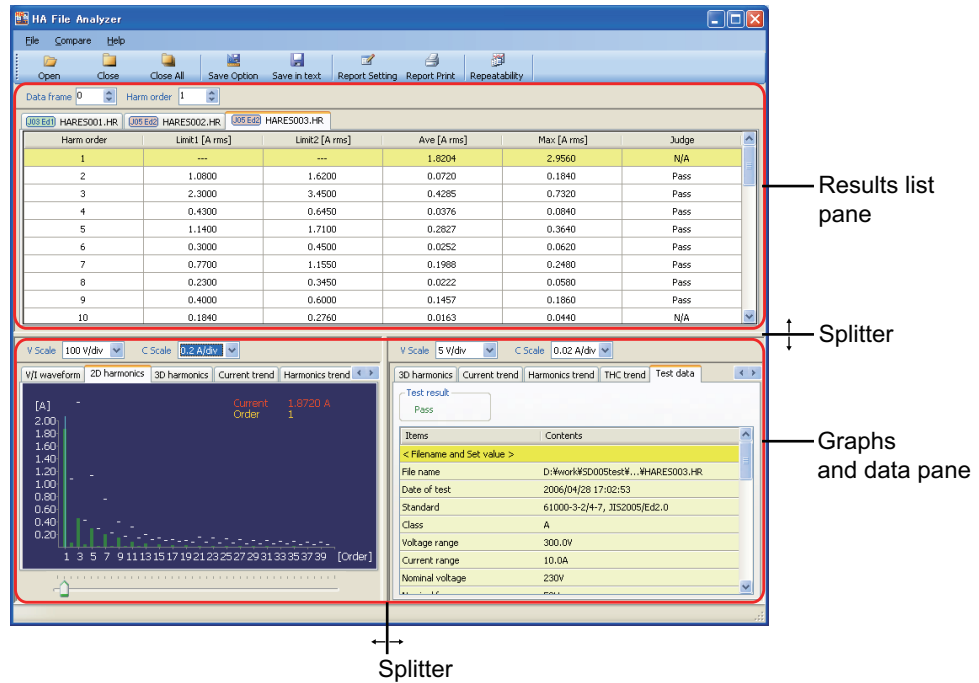 HA File Analyzer
File Compare Help
Open Close Close All Save Option Save in text Report Setting Report Print Repeatability
Data frame 0 Harm order 1
J03 Ed1 HARES001.HR J05 Ed2 HARES002.HR J05 Ed2 HARES003.HR
Harm order Limit1 [A rms] Limit2 [A rms] Ave [A rms] Max [A rms] Judge
1 --- --- 1.8204 2.9560 N/A
2 1.0800 1.6200 0.0720 0.1840 Pass
3 2.3000 3.4500 0.4285 0.7320 Pass
4 0.4300 0.6450 0.0376 0.0840 Pass
5 1.1400 1.7100 0.2827 0.3640 Pass
6 0.3000 0.4500 0.0252 0.0620 Pass
7 0.7700 1.1550 0.1988 0.2480 Pass
8 0.2300 0.3450 0.0222 0.0580 Pass
9 0.4000 0.6000 0.1457 0.1860 Pass
10 0.1840 0.2760 0.0163 0.0440 N/A
Results list
pane
Splitter
V Scale 100 V/div C Scale 0.2 A/div
V/I waveform 2D harmonics 3D harmonics Current trend Harmonics trend
[A]
Current 1.8720 A
Order 1
2.00
1.80
1.60
1.40
1.20
1.00
0.80
0.60
0.40
0.20
1 3 5 7 9 11 13 15 17 19 21 23 25 27 29 31 33 35 37 39 [Order]
V Scale 5 V/div C Scale 0.02 A/div
3D harmonics Current trend Harmonics trend THC trend Test data
Test result
Pass
Items Contents
< Filename and Set value >
File name D:¥work¥SD005test¥...¥HARES003.HR
Date of test 2006/04/28 17:02:53
Standard 61000-3-2/4-7, JIS2005/Ed2.0
Class A
Voltage range 300.0V
Current range 10.0A
Nominal voltage 230V
Graphs
and data pane
Splitter